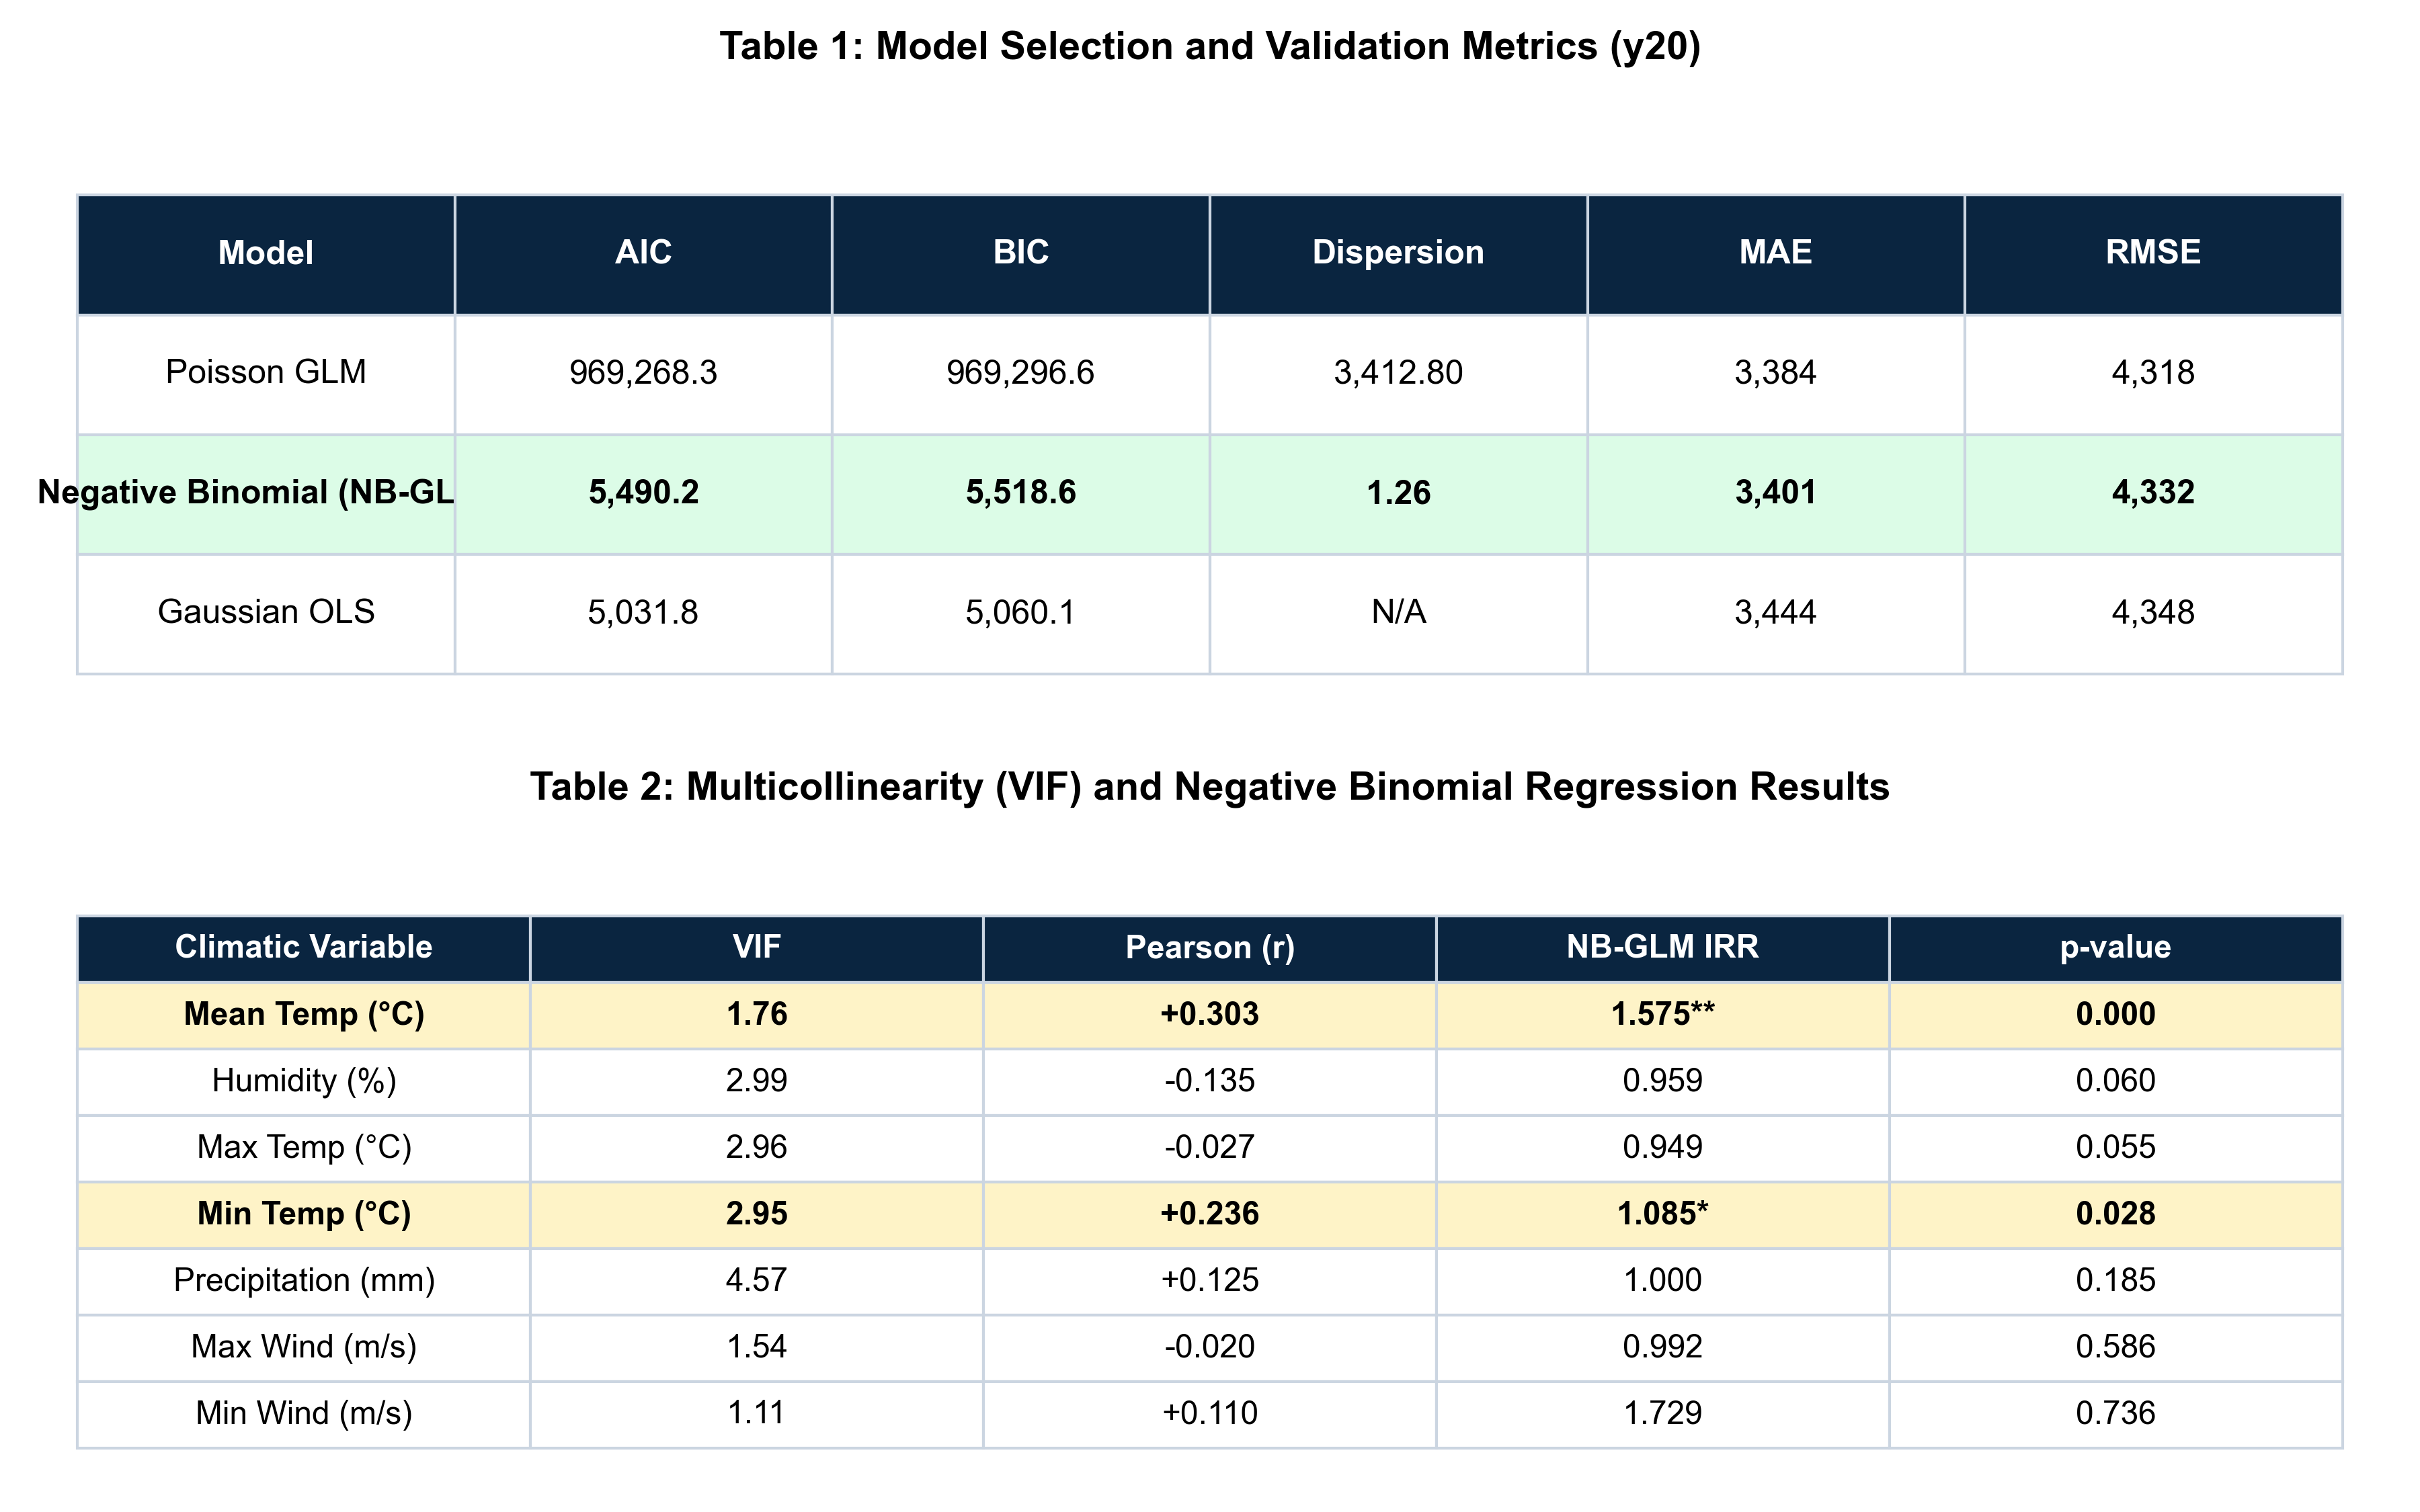 Table 1: Model Selection and Validation Metrics (y20)
Model AIC BIC Dispersion MAE RMSE
Poisson GLM 969,268.3 969,296.6 3,412.80 3,384 4,318
Negative Binomial (NB-GL 5,490.2 5,518.6 1.26 3,401 4,332
Gaussian OLS 5,031.8 5,060.1 N/A 3,444 4,348
Table 2: Multicollinearity (VIF) and Negative Binomial Regression Results
Climatic Variable VIF Pearson (r) NB-GLM IRR p-value
Mean Temp (°C) 1.76 +0.303 1.575** 0.000
Humidity (%) 2.99 -0.135 0.959 0.060
Max Temp (°C) 2.96 -0.027 0.949 0.055
Min Temp (°C) 2.95 +0.236 1.085* 0.028
Precipitation (mm) 4.57 +0.125 1.000 0.185
Max Wind (m/s) 1.54 -0.020 0.992 0.586
Min Wind (m/s) 1.11 +0.110 1.729 0.736